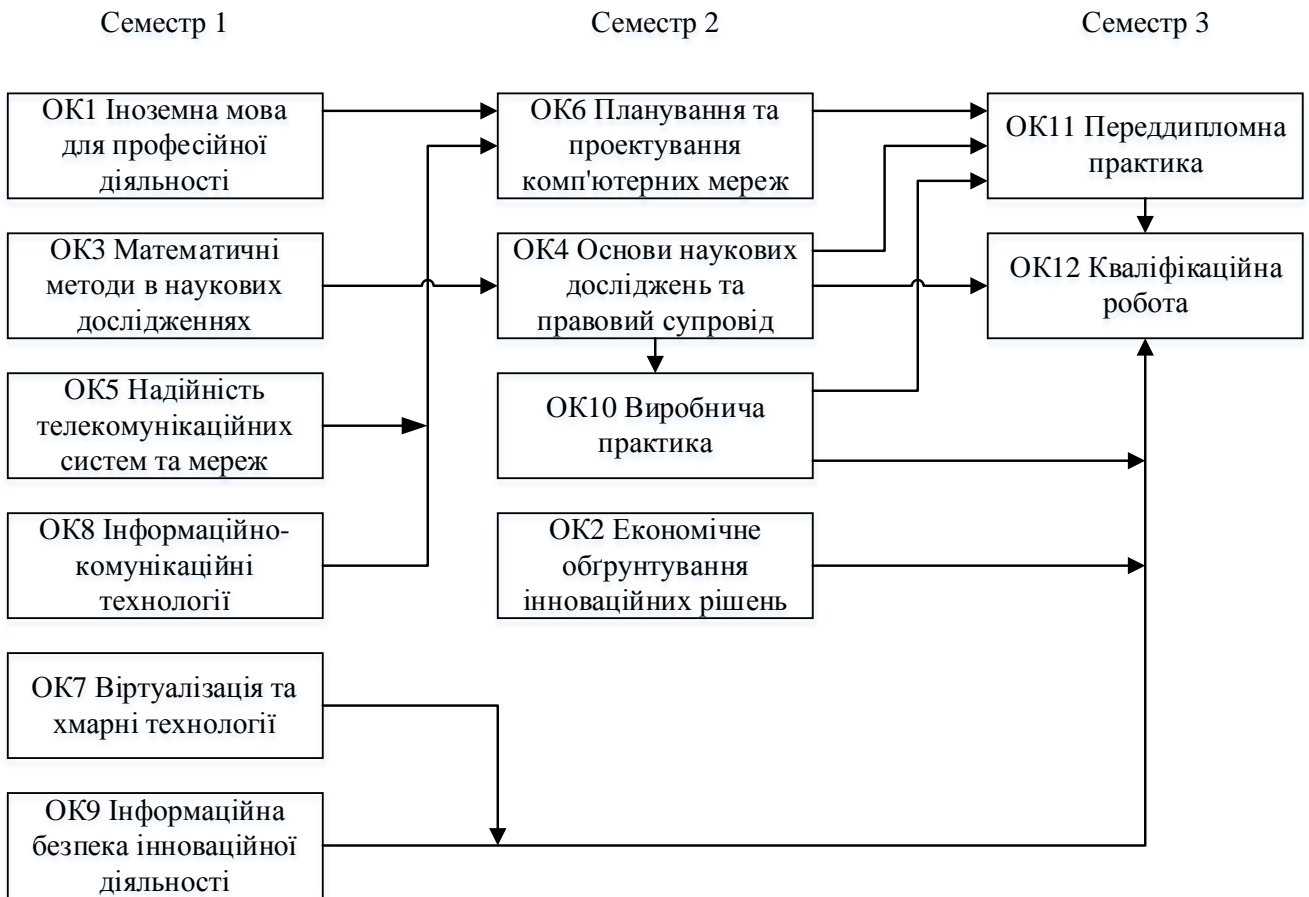 Семестр 1
Семестр 2
Семестр 3
ОК1 Іноземна мова
для професійної
діяльності
ОК6 Планування та
проектування
комп'ютерних мереж
ОК11 Переддипломна
практика
ОК3 Математичні
методи в наукових
дослідженнях
ОК4 Основи наукових
досліджень та
правовий супровід
ОК12 Кваліфікаційна
робота
ОК5 Надійність
телекомунікаційних
систем та мереж
ОК10 Виробнича
практика
ОК8 Інформаційно-
комунікаційні
технології
ОК2 Економічне
обґрунтування
інноваційних рішень
ОК7 Віртуалізація та
хмарні технології
ОК9 Інформаційна
безпека інноваційної
діяльності